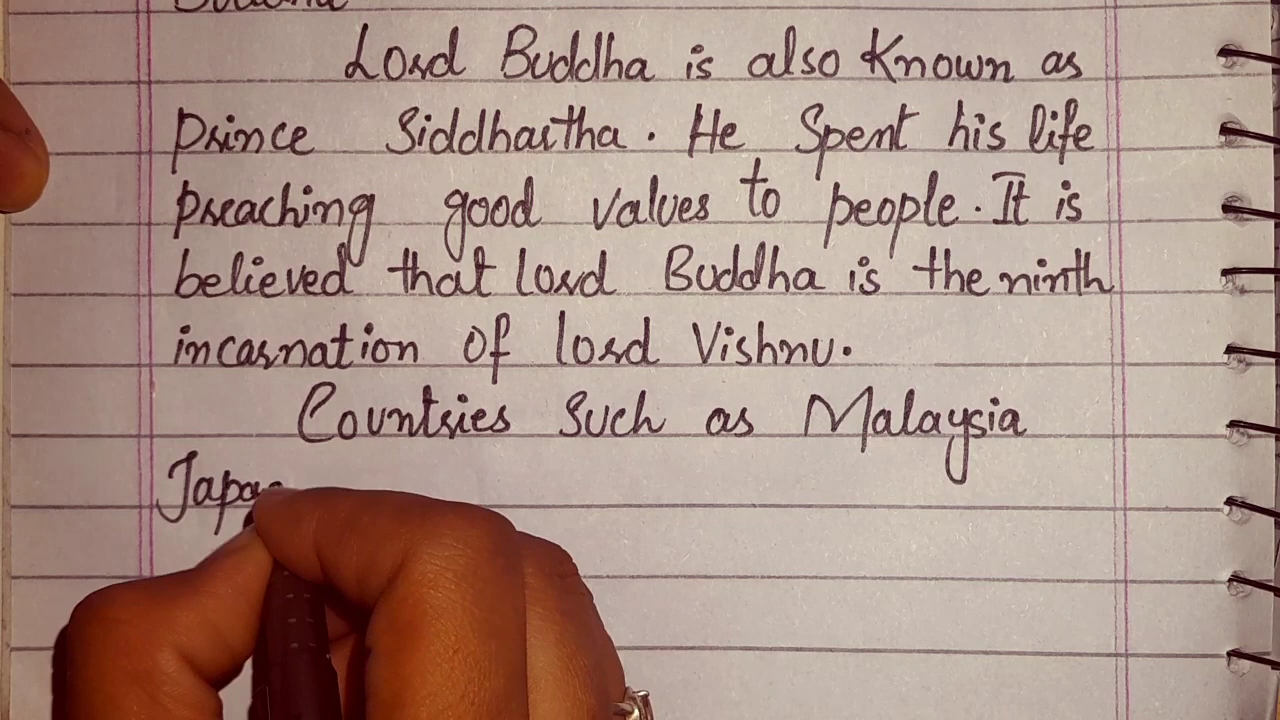 Lord Buddha is also Known as
Prince Siddhartha. He Spent his life
Preaching good values to people. It is
believed that lord Buddha is the ninth
incarnation of lord Vishnu.
Countries Such as Malaysia